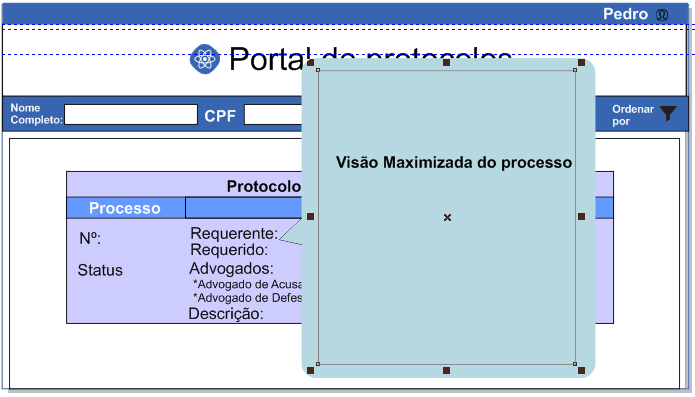 Pedro
Portal de protocolos
Nome
Completo:
CPF
Ordenar
por
Visão Maximizada do processo
Protocolo
Processo
Nº:
Requerente:
Requerido:
Status
Advogados:
*Advogado de Acusa
*Advogado de Defes
Descrição: